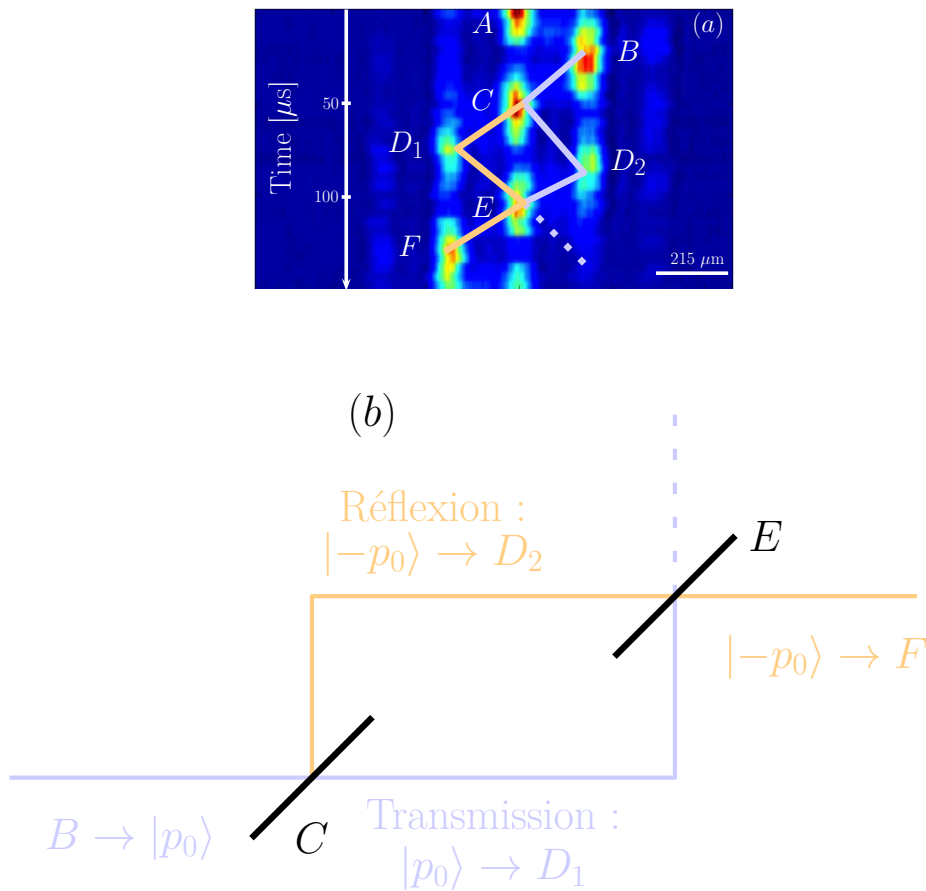 A
(a)
B
Time [μs]
50
C
D₁
D₂
100
E
F
215 μm
(b)
Réflexion :
|−p₀⟩ → D₂
E
|−p₀⟩ → F
B → |p₀⟩
C
Transmission :
|p₀⟩ → D₁